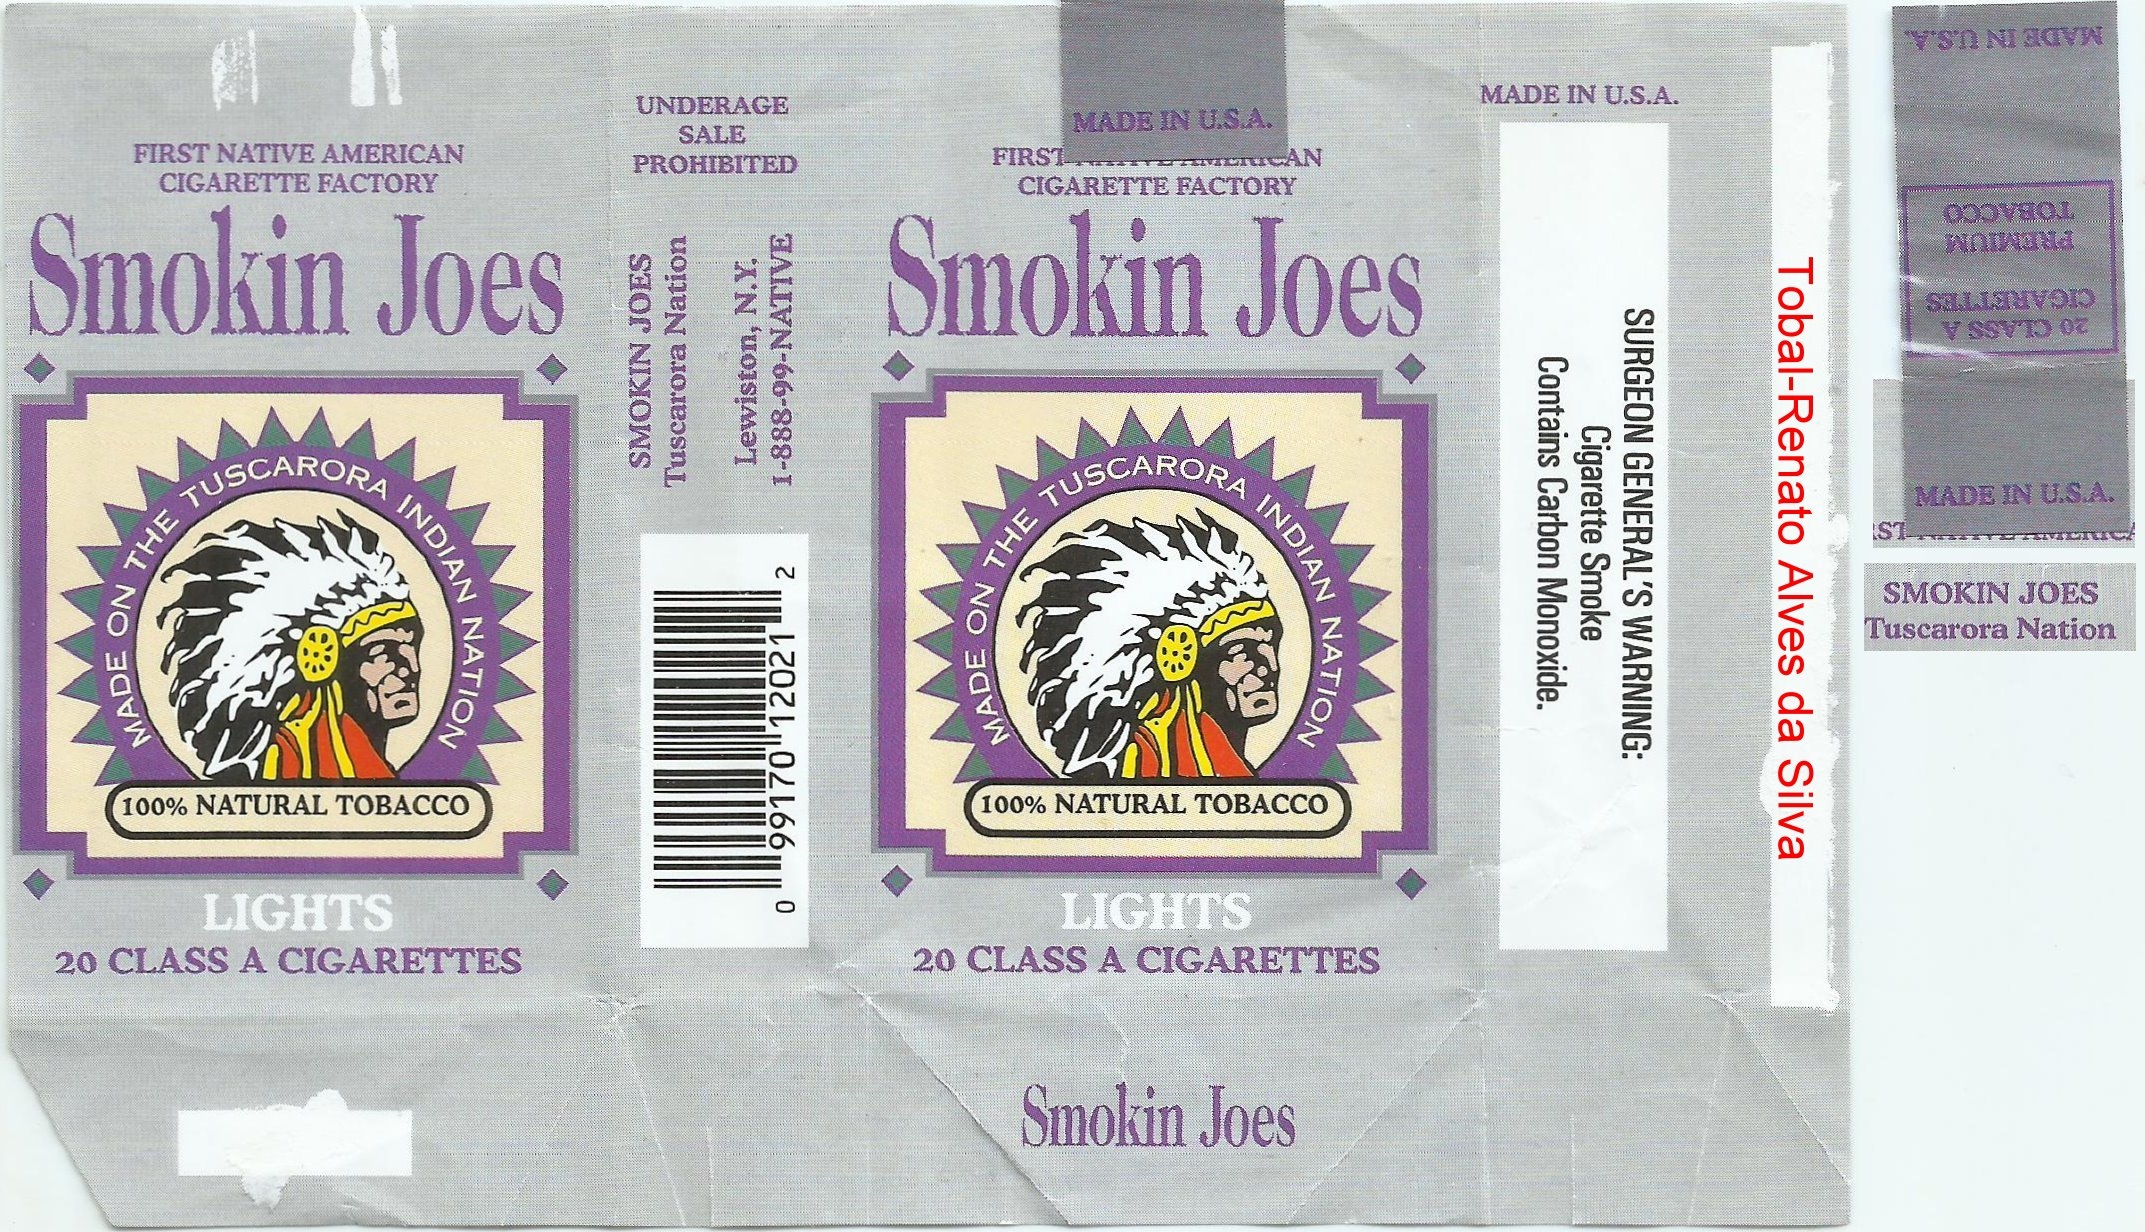 FIRST NATIVE AMERICAN
CIGARETTE FACTORY
Smokin Joes
MADE ON THE TUSCARORA INDIAN NATION
100% NATURAL TOBACCO
LIGHTS
20 CLASS A CIGARETTES
UNDERAGE
SALE
PROHIBITED
SMOKIN JOES
Tuscarora Nation
Lewiston, N.Y.
1-888-99-NATIVE
0 99170 12021 2
MADE IN U.S.A.
FIRST NATIVE AMERICAN
CIGARETTE FACTORY
Smokin Joes
MADE ON THE TUSCARORA INDIAN NATION
100% NATURAL TOBACCO
LIGHTS
20 CLASS A CIGARETTES
Smokin Joes
MADE IN U.S.A.
SURGEON GENERAL'S WARNING:
Cigarette Smoke
Contains Carbon Monoxide.
Tobal-Renato Alves da Silva
MADE IN U.S.A.
20 CLASS A
CIGARETTES
PREMIUM
TOBACCO
MADE IN U.S.A.
RST NATIVE AMERICA
SMOKIN JOES
Tuscarora Nation